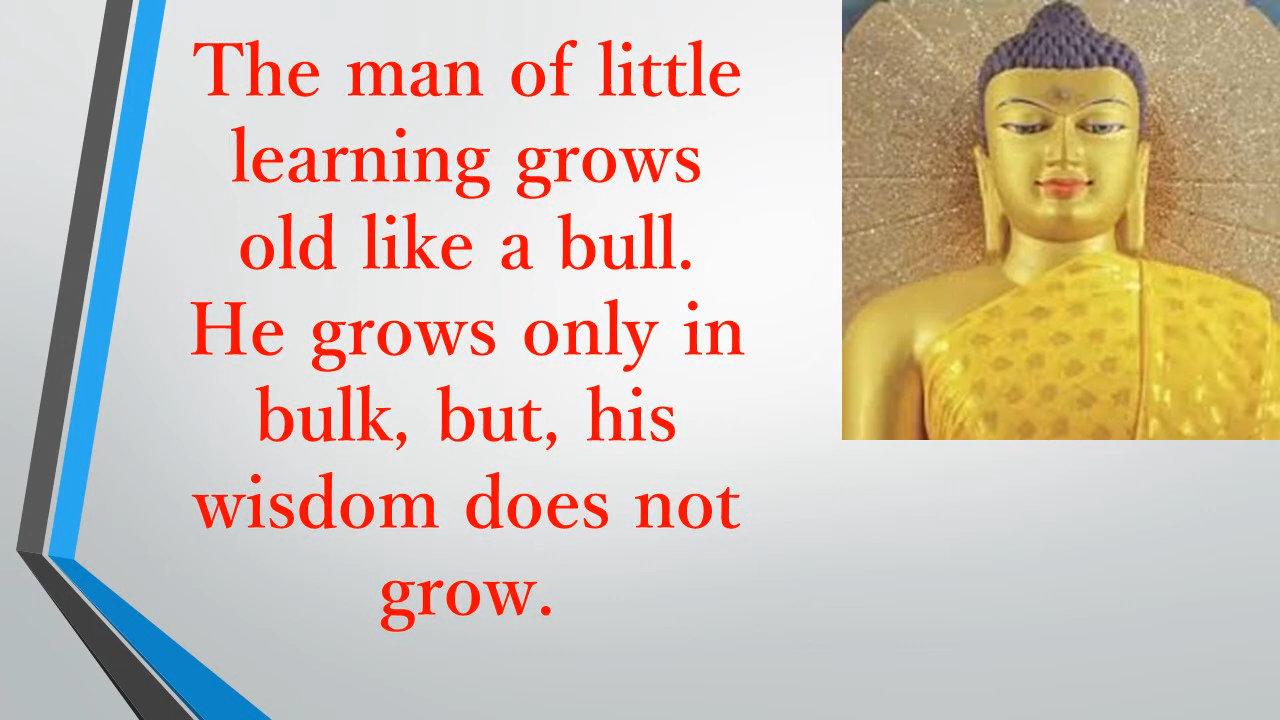 The man of little
learning grows
old like a bull.
He grows only in
bulk, but, his
wisdom does not
grow.